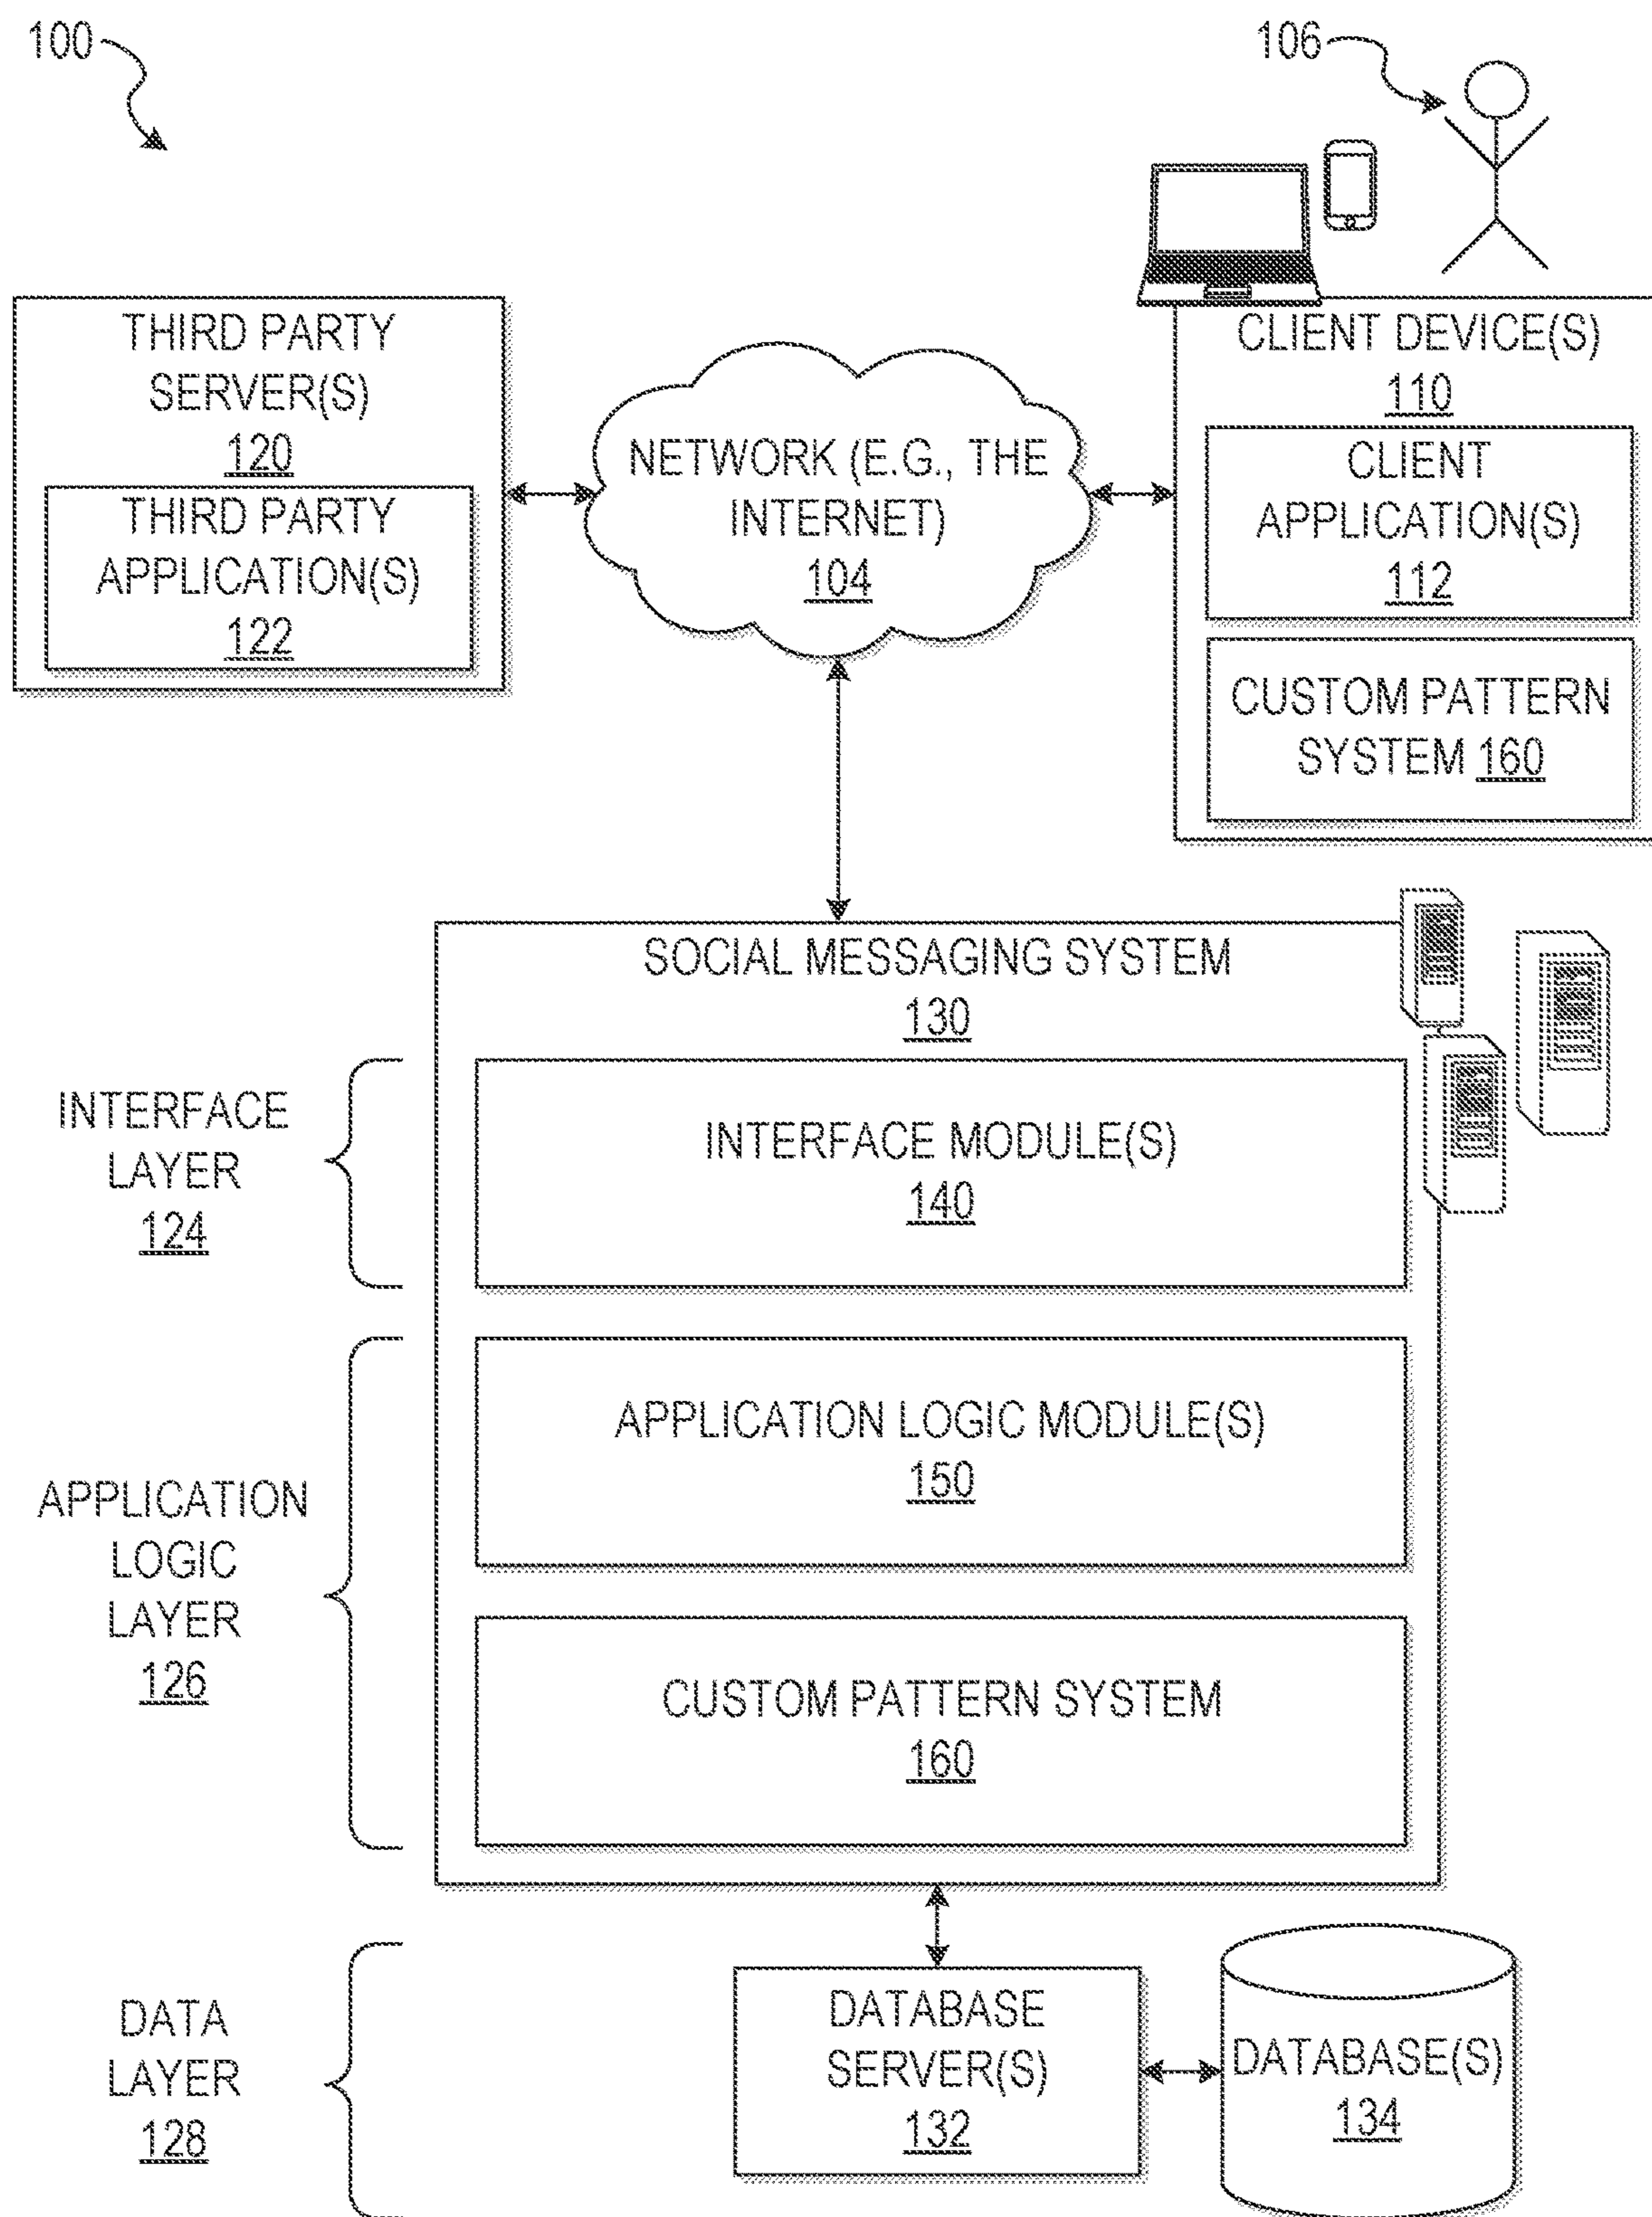 100
106
THIRD PARTY
SERVER(S)
120
THIRD PARTY
APPLICATION(S)
122
NETWORK (E.G., THE
INTERNET)
104
CLIENT DEVICE(S)
110
CLIENT
APPLICATION(S)
112
CUSTOM PATTERN
SYSTEM 160
SOCIAL MESSAGING SYSTEM
130
INTERFACE
LAYER
124
INTERFACE MODULE(S)
140
APPLICATION
LOGIC
LAYER
126
APPLICATION LOGIC MODULE(S)
150
CUSTOM PATTERN SYSTEM
160
DATA
LAYER
128
DATABASE
SERVER(S)
132
DATABASE(S)
134